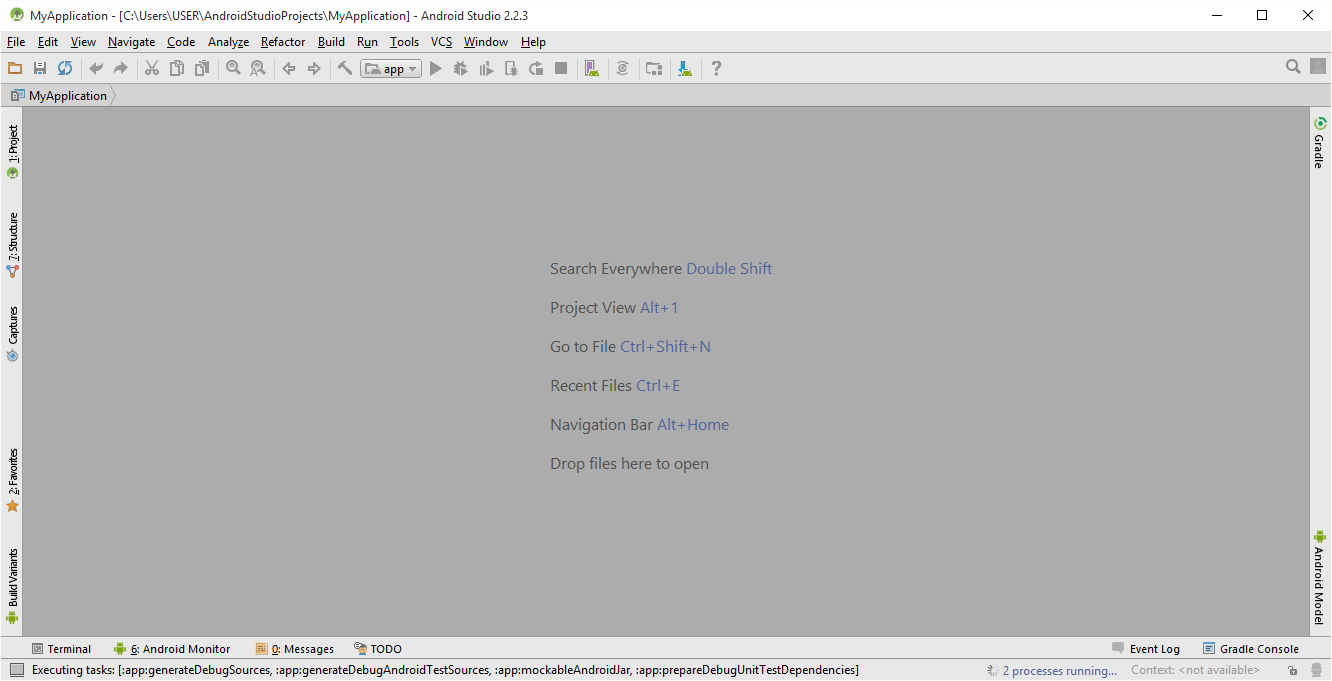 MyApplication - [C:\Users\USER\AndroidStudioProjects\MyApplication] - Android Studio 2.2.3
File Edit View Navigate Code Analyze Refactor Build Run Tools VCS Window Help
app
MyApplication
1: Project
7: Structure
Captures
2: Favorites
Build Variants
Search Everywhere Double Shift
Project View Alt+1
Go to File Ctrl+Shift+N
Recent Files Ctrl+E
Navigation Bar Alt+Home
Drop files here to open
Gradle
Android Model
Terminal 6: Android Monitor 0: Messages TODO Event Log Gradle Console
Executing tasks: [:app:generateDebugSources, :app:generateDebugAndroidTestSources, :app:mockableAndroidJar, :app:prepareDebugUnitTestDependencies] 2 processes running... Context: <not available>